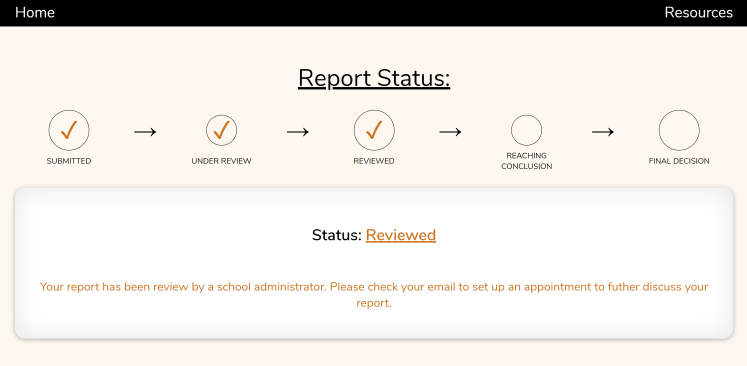 Home
Resources
Report Status:
SUBMITTED
UNDER REVIEW
REVIEWED
REACHING
CONCLUSION
FINAL DECISION
Status: Reviewed
Your report has been review by a school administrator. Please check your email to set up an appointment to futher discuss your
report.